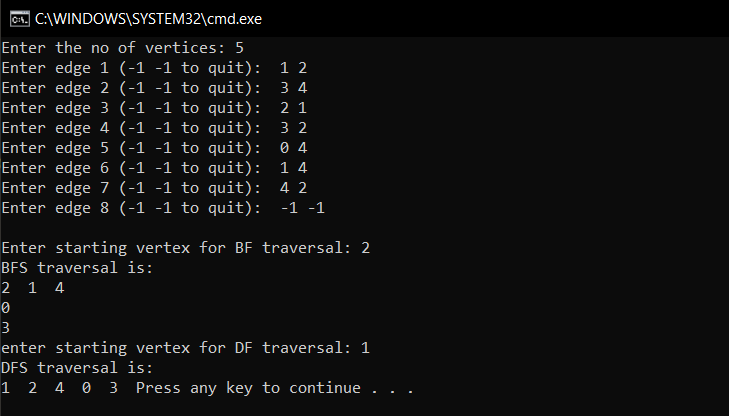 C:\WINDOWS\SYSTEM32\cmd.exe
Enter the no of vertices: 5
Enter edge 1 (-1 -1 to quit):  1 2
Enter edge 2 (-1 -1 to quit):  3 4
Enter edge 3 (-1 -1 to quit):  2 1
Enter edge 4 (-1 -1 to quit):  3 2
Enter edge 5 (-1 -1 to quit):  0 4
Enter edge 6 (-1 -1 to quit):  1 4
Enter edge 7 (-1 -1 to quit):  4 2
Enter edge 8 (-1 -1 to quit):  -1 -1
Enter starting vertex for BF traversal: 2
BFS traversal is:
2  1  4
0
3
enter starting vertex for DF traversal: 1
DFS traversal is:
1  2  4  0  3  Press any key to continue . . .